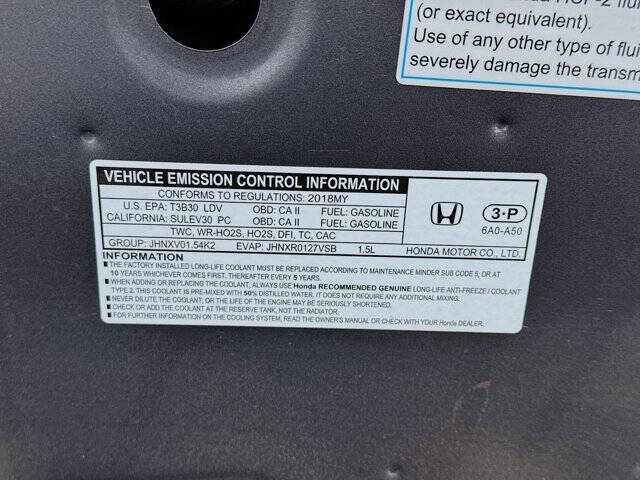 (or exact equivalent).
Use of any other type of flui
severely damage the transm
VEHICLE EMISSION CONTROL INFORMATION
CONFORMS TO REGULATIONS: 2018MY
U.S. EPA: T3B30 LDV OBD: CA II FUEL: GASOLINE
CALIFORNIA: SULEV30 PC OBD: CA II FUEL: GASOLINE
TWC, WR-HO2S, HO2S, DFI, TC, CAC
GROUP: JHNXV01.54K2 EVAP: JHNXR0127VSB 1.5L
3-P
6A0-A50
HONDA MOTOR CO., LTD.
INFORMATION
■ THE FACTORY INSTALLED LONG-LIFE COOLANT MUST BE REPLACED ACCORDING TO MAINTENANCE MINDER SUB CODE 5; OR AT
10 YEARS WHICHEVER COMES FIRST. THEREAFTER EVERY 5 YEARS.
■ WHEN ADDING OR REPLACING THE COOLANT, ALWAYS USE Honda RECOMMENDED GENUINE LONG-LIFE ANTI-FREEZE / COOLANT
TYPE 2. THIS COOLANT IS PRE-MIXED WITH 50% DISTILLED WATER. IT DOES NOT REQUIRE ANY ADDITIONAL MIXING.
■ NEVER DILUTE THE COOLANT, OR THE LIFE OF THE ENGINE MAY BE SERIOUSLY SHORTENED.
■ CHECK OR ADD THE COOLANT AT THE RESERVE TANK, NOT THE RADIATOR.
■ FOR FURTHER INFORMATION ON THE COOLING SYSTEM, READ THE OWNER'S MANUAL OR CONTACT WITH YOUR Honda DEALER.